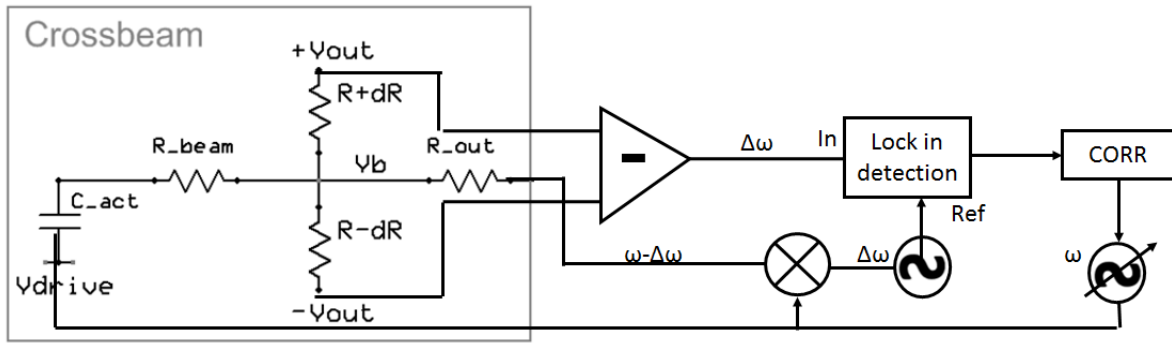 Crossbeam
+Vout
R+dR
R_beam
Vb
R_out
C_act
R-dR
Vdrive
-Vout
-
Δω
In
Lock in
detection
CORR
Ref
ω-Δω
Δω
ω